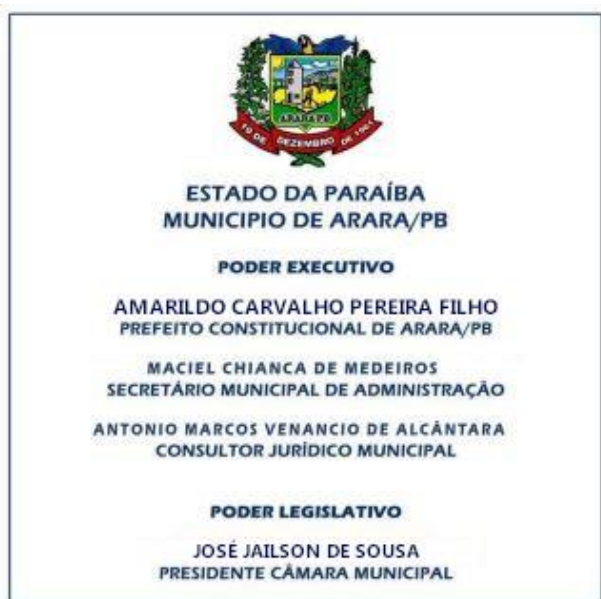 ARARA PB
19 DE DEZEMBRO DE 1961
ESTADO DA PARAÍBA
MUNICIPIO DE ARARA/PB
PODER EXECUTIVO
AMARILDO CARVALHO PEREIRA FILHO
PREFEITO CONSTITUCIONAL DE ARARA/PB
MACIEL CHIANCA DE MEDEIROS
SECRETÁRIO MUNICIPAL DE ADMINISTRAÇÃO
ANTONIO MARCOS VENANCIO DE ALCÂNTARA
CONSULTOR JURÍDICO MUNICIPAL
PODER LEGISLATIVO
JOSÉ JAILSON DE SOUSA
PRESIDENTE CÂMARA MUNICIPAL